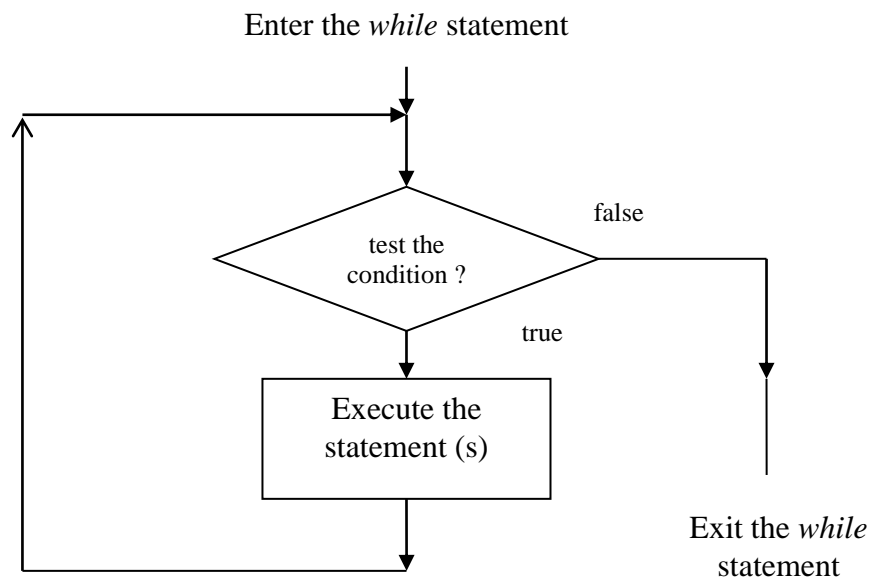 Enter the while statement
false
test the
condition ?
true
Execute the
statement (s)
Exit the while
statement